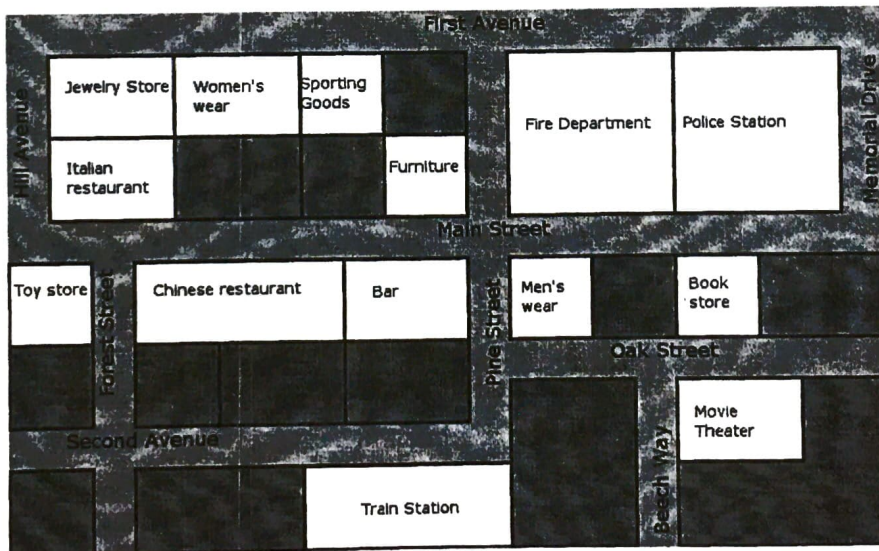 First Avenue
Jewelry Store
Women's
wear
Sporting
Goods
Fire Department
Police Station
Hill Avenue
Memorial Drive
Italian
restaurant
Furniture
Main Street
Toy store
Forest Street
Chinese restaurant
Bar
Pine Street
Men's
wear
Book
store
Oak Street
Second Avenue
Movie
Theater
Beech Way
Train Station